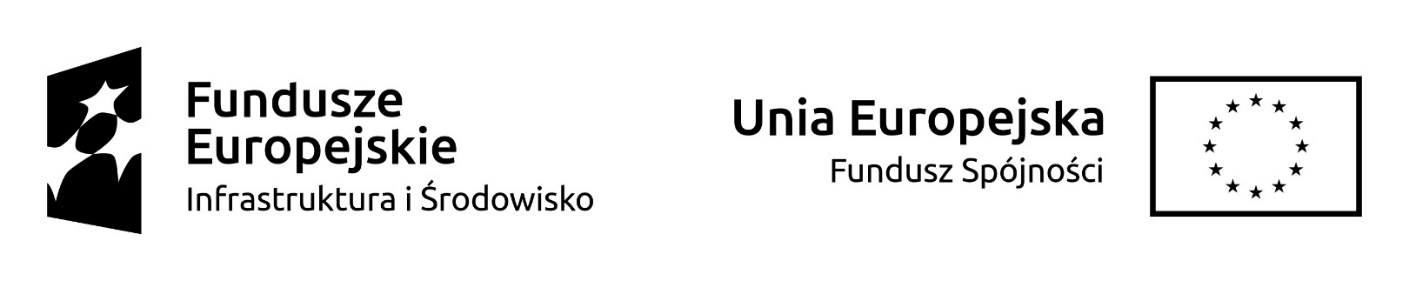 Fundusze
Europejskie
Infrastruktura i Środowisko
Unia Europejska
Fundusz Spójności